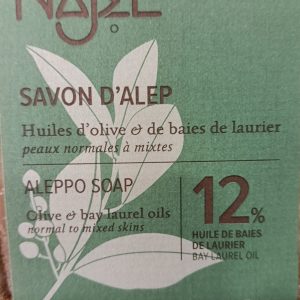 NAJEL
SAVON D'ALEP
Huiles d'olive & de baies de laurier
peaux normales à mixtes
ALEPPO SOAP
Olive & bay laurel oils
normal to mixed skins
12%
HUILE DE BAIES
DE LAURIER
BAY LAUREL OIL